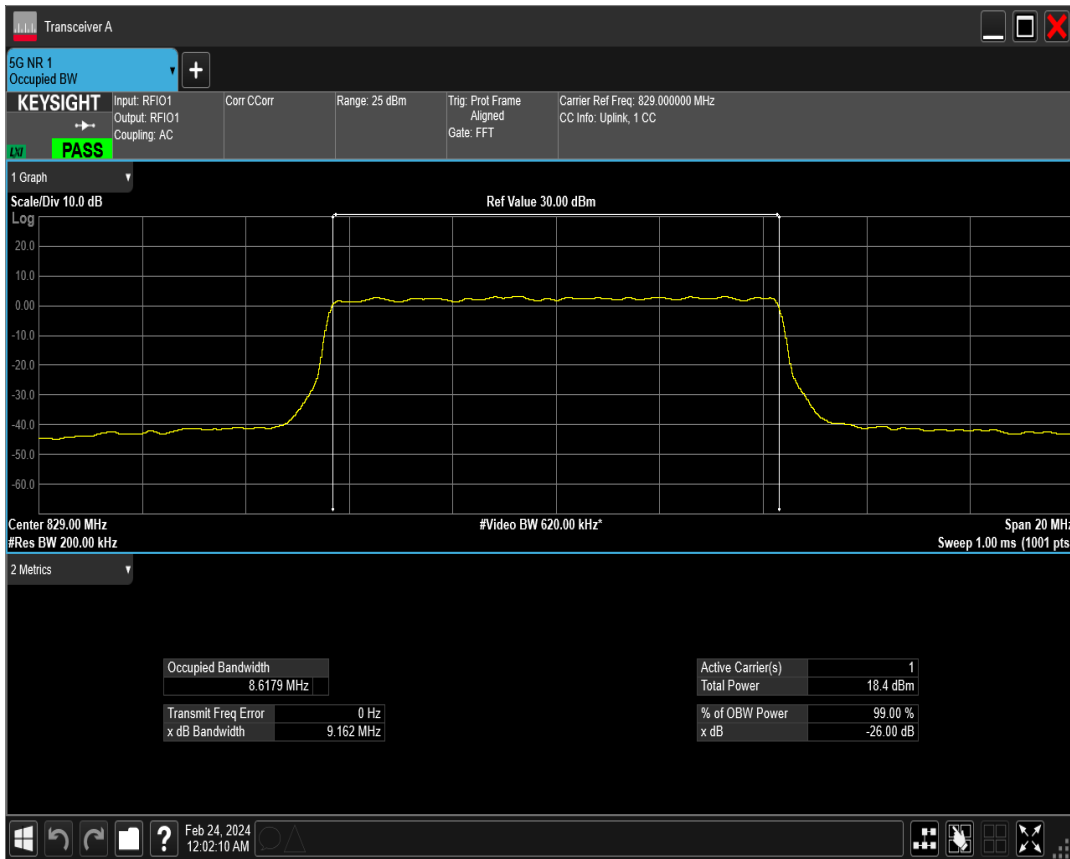 Transceiver A
5G NR 1
Occupied BW
KEYSIGHT
LXI
PASS
Input: RFIO1
Output: RFIO1
Coupling: AC
Corr CCorr
Range: 25 dBm
Trig: Prot Frame
Aligned
Gate: FFT
Carrier Ref Freq: 829.000000 MHz
CC Info: Uplink, 1 CC
1 Graph
Scale/Div 10.0 dB
Ref Value 30.00 dBm
Log
20.0
10.0
0.00
-10.0
-20.0
-30.0
-40.0
-50.0
-60.0
Center 829.00 MHz
#Video BW 620.00 kHz*
Span 20 MHz
#Res BW 200.00 kHz
Sweep 1.00 ms (1001 pts
2 Metrics
Occupied Bandwidth
8.6179 MHz
Transmit Freq Error 0 Hz
x dB Bandwidth 9.162 MHz
Active Carrier(s) 1
Total Power 18.4 dBm
% of OBW Power 99.00 %
x dB -26.00 dB
?
Feb 24, 2024
12:02:10 AM